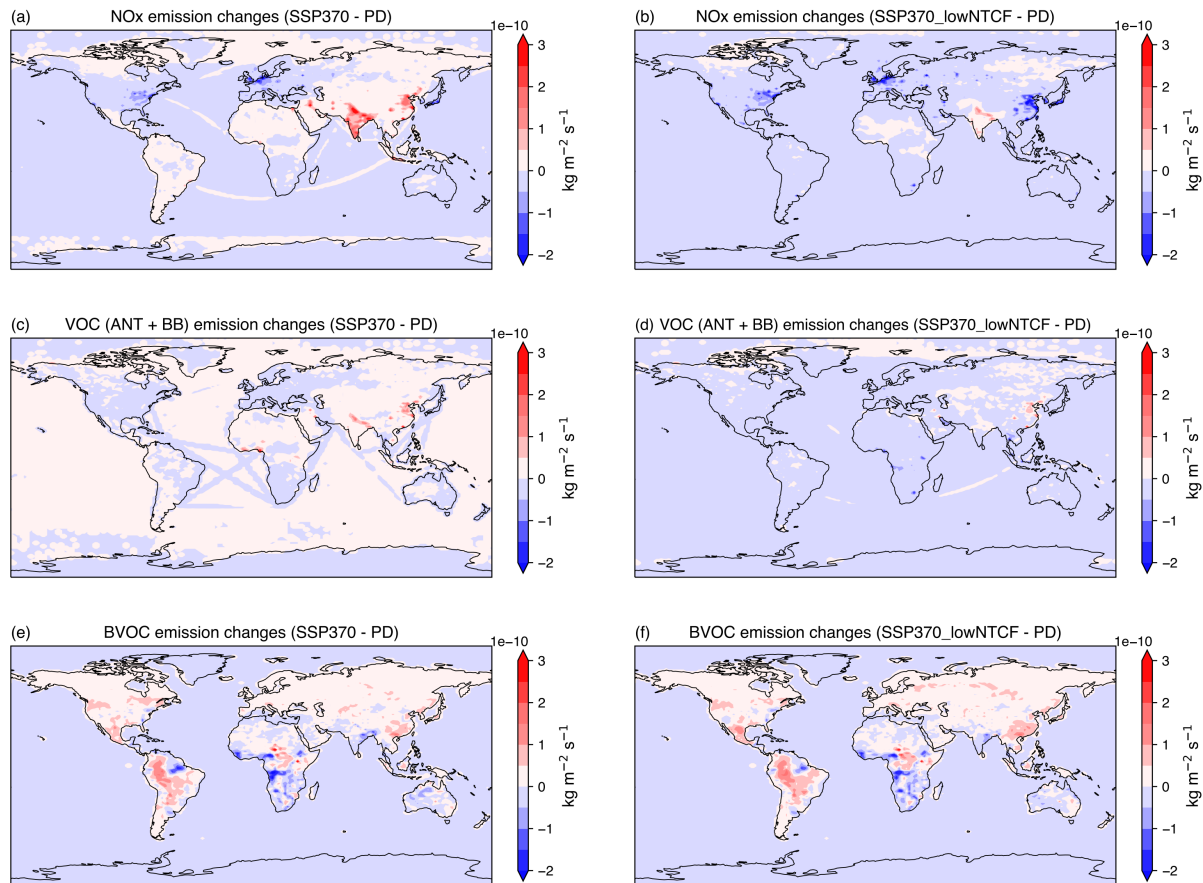 (a) NOx emission changes (SSP370 - PD)
1e−10
3
2
1
0
−1
−2
kg m−2 s−1
(b) NOx emission changes (SSP370_lowNTCF - PD)
1e−10
3
2
1
0
−1
−2
kg m−2 s−1
(c) VOC (ANT + BB) emission changes (SSP370 - PD)
1e−10
3
2
1
0
−1
−2
kg m−2 s−1
(d) VOC (ANT + BB) emission changes (SSP370_lowNTCF - PD)
1e−10
3
2
1
0
−1
−2
kg m−2 s−1
(e) BVOC emission changes (SSP370 - PD)
1e−10
3
2
1
0
−1
−2
kg m−2 s−1
(f) BVOC emission changes (SSP370_lowNTCF - PD)
1e−10
3
2
1
0
−1
−2
kg m−2 s−1